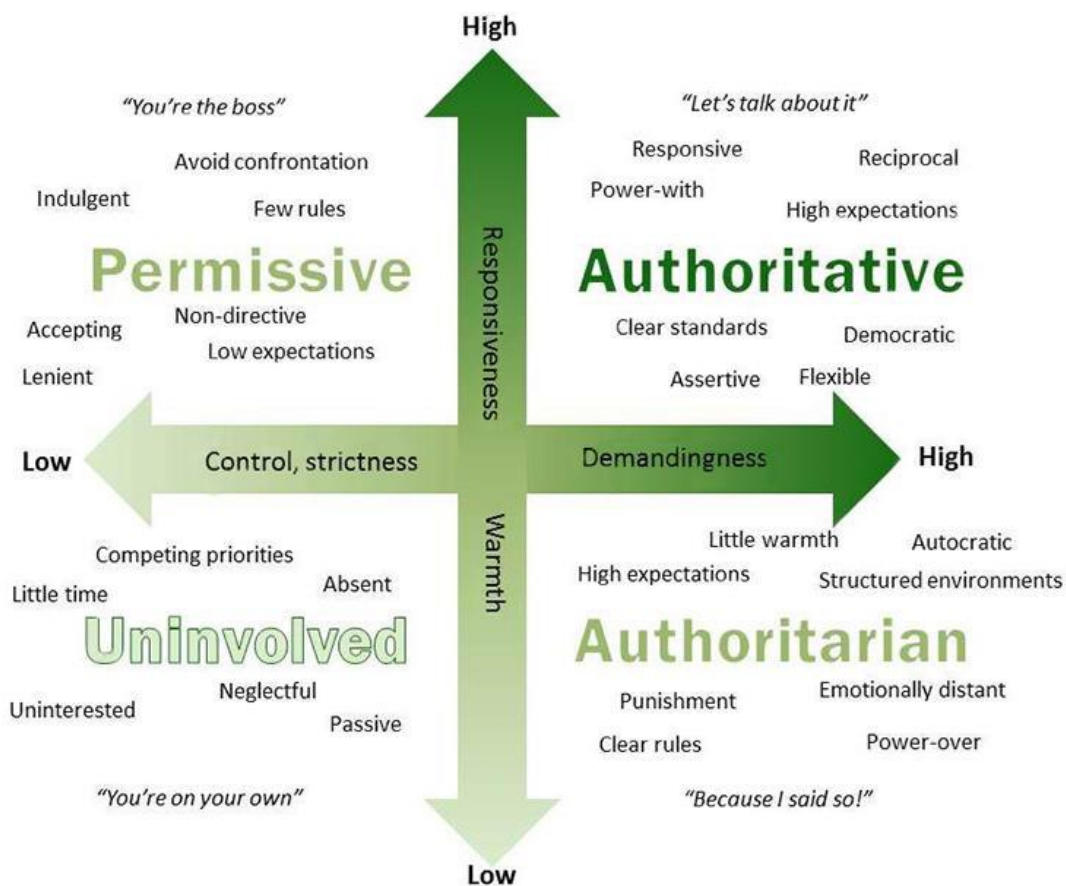 High
“You’re the boss”
“Let’s talk about it”
Avoid confrontation
Responsive
Reciprocal
Indulgent
Power-with
Few rules
High expectations
Permissive
Authoritative
Responsiveness
Accepting
Non-directive
Clear standards
Democratic
Low expectations
Lenient
Assertive
Flexible
Low
Control, strictness
Demandingness
High
Warmth
Competing priorities
Little warmth
Autocratic
Little time
Absent
High expectations
Structured environments
Uninvolved
Authoritarian
Uninterested
Neglectful
Passive
Punishment
Emotionally distant
Clear rules
Power-over
“You’re on your own”
“Because I said so!”
Low